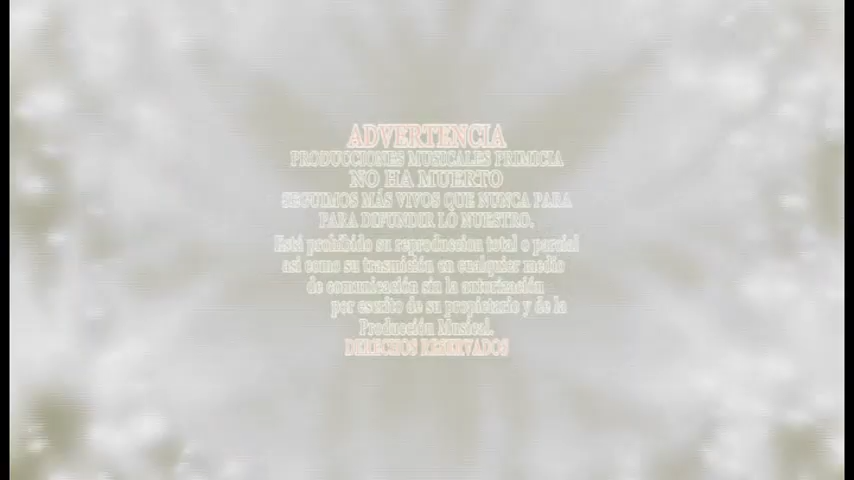 ADVERTENCIA
PRODUCCIONES MUSICALES PRIMICIA
NO HA MUERTO
SEGUIMOS MÁS VIVOS QUE NUNCA PARA
PARA DIFUNDIR LO NUESTRO.
Está prohibido su reproduccion total o parcial
asi como su trasmisión en cualquier medio
de comunicación sin la autorización
por escrito de su propietario y de la
Producción Musical.
DERECHOS RESERVADOS